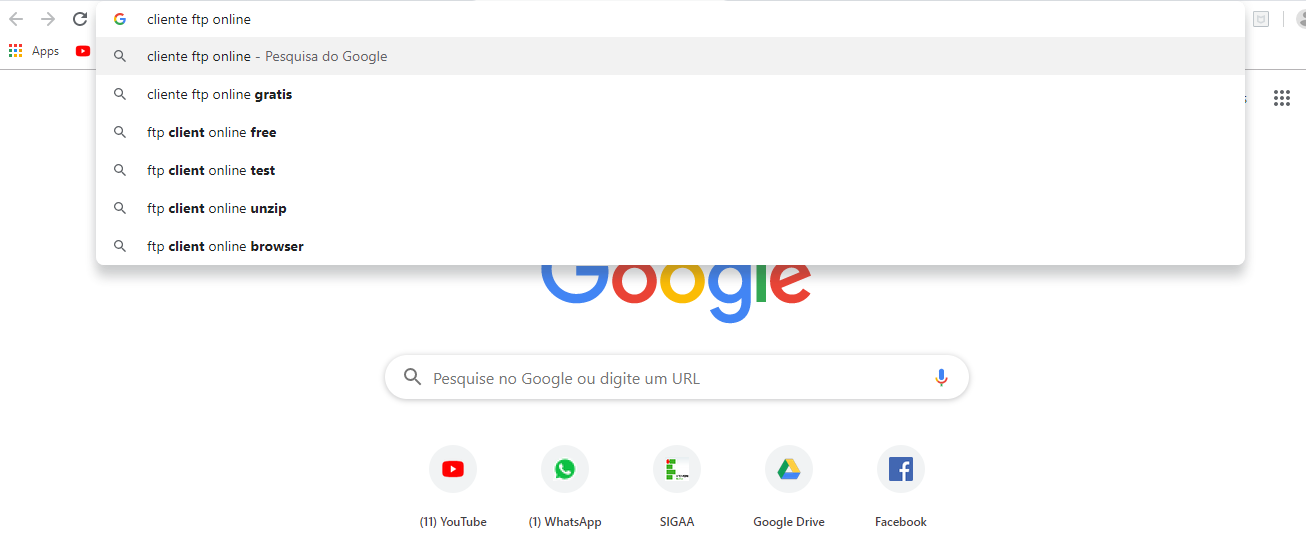 cliente ftp online
Apps
cliente ftp online - Pesquisa do Google
cliente ftp online gratis
ftp client online free
ftp client online test
ftp client online unzip
ftp client online browser
Google
Pesquise no Google ou digite um URL
(11) YouTube
(1) WhatsApp
SIGAA
Google Drive
Facebook